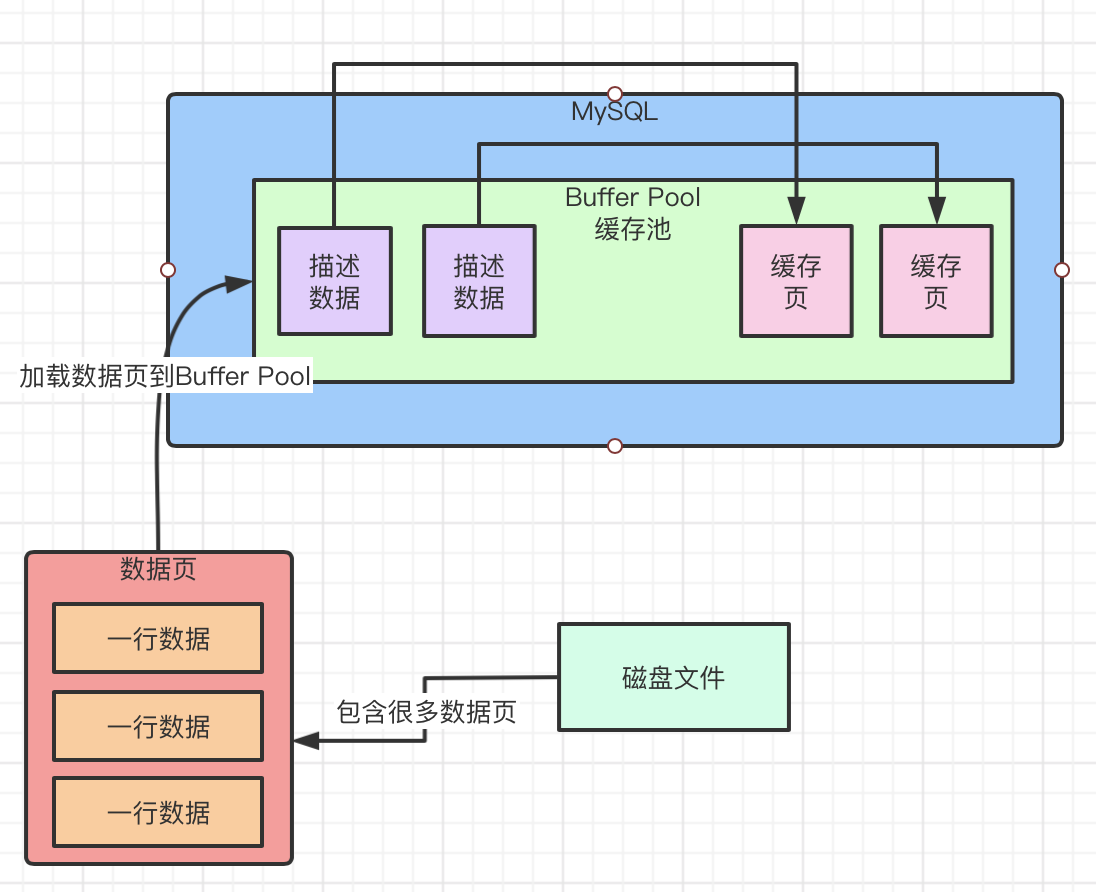 MySQL
Buffer Pool
缓存池
描述
数据
描述
数据
缓存
页
缓存
页
加载数据页到Buffer Pool
数据页
一行数据
一行数据
一行数据
包含很多数据页
磁盘文件